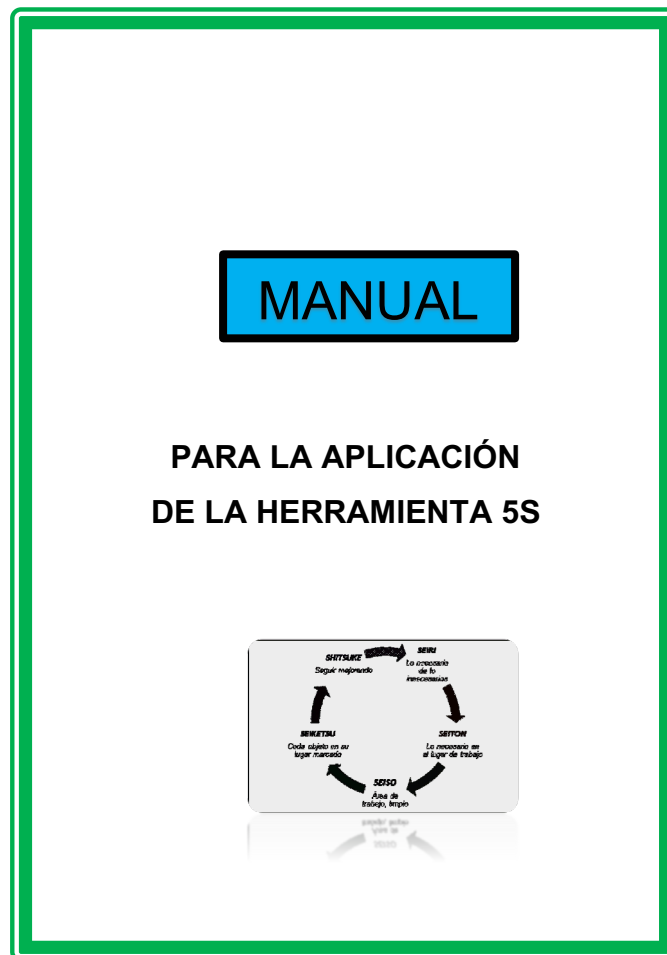 MANUAL
PARA LA APLICACIÓN
DE LA HERRAMIENTA 5S
SHITSUKE
Seguir mejorando
SEIRI
Lo necesario
de lo
innecesarios
SEIKETSU
Cada objeto en su
lugar marcado
SEITON
Lo necesario en
el lugar de trabajo
SEISO
Área de
trabajo, limpio